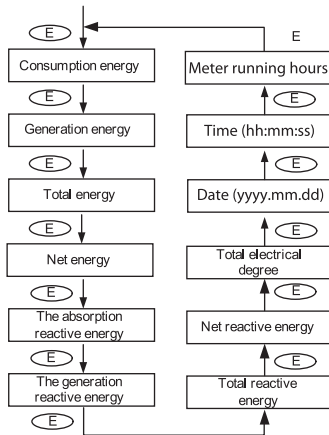 E
Consumption energy
E
Generation energy
E
Total energy
E
Net energy
E
The absorption
reactive energy
E
The generation
reactive energy
E
E
Meter running hours
E
Time (hh:mm:ss)
E
Date (yyyy.mm.dd)
E
Total electrical
degree
E
Net reactive energy
E
Total reactive
energy